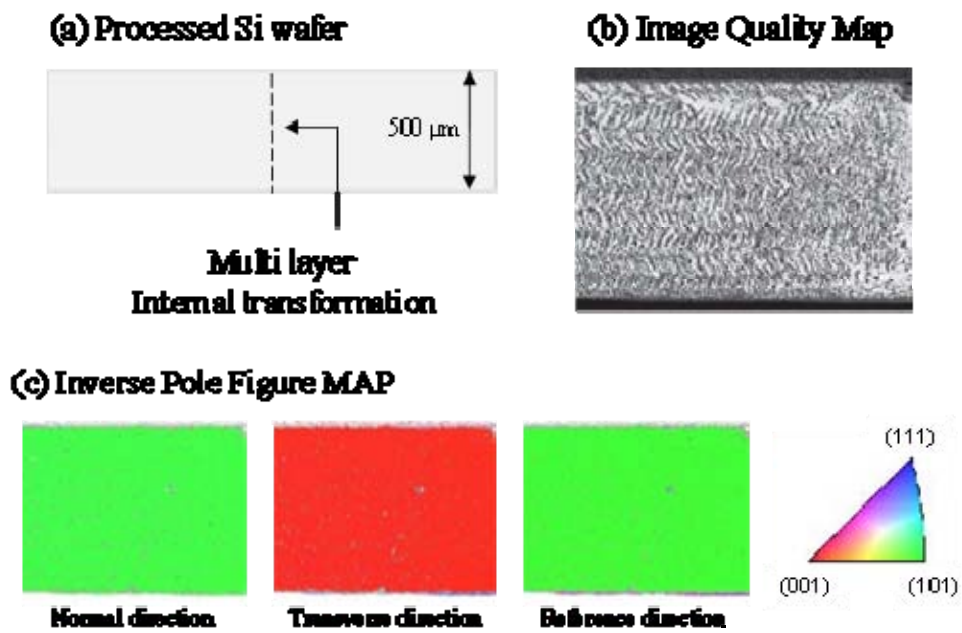 (a) Processed Si wafer
(b) Image Quality Map
500 μm
Multi layer
Internal transformation
(c) Inverse Pole Figure MAP
(111)
(001)
(101)
Normal direction
Transverse direction
Reference direction